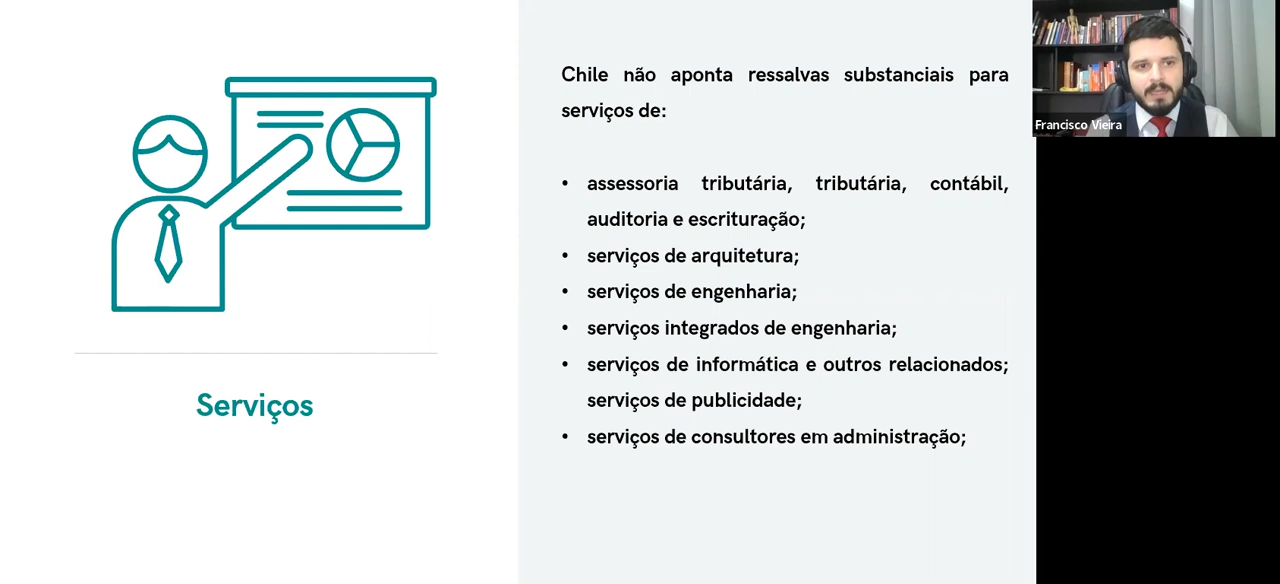 Chile não aponta ressalvas substanciais para
serviços de:
• assessoria tributária, tributária, contábil,
auditoria e escrituração;
• serviços de arquitetura;
• serviços de engenharia;
• serviços integrados de engenharia;
• serviços de informática e outros relacionados;
serviços de publicidade;
• serviços de consultores em administração;
Serviços
Francisco Vieira